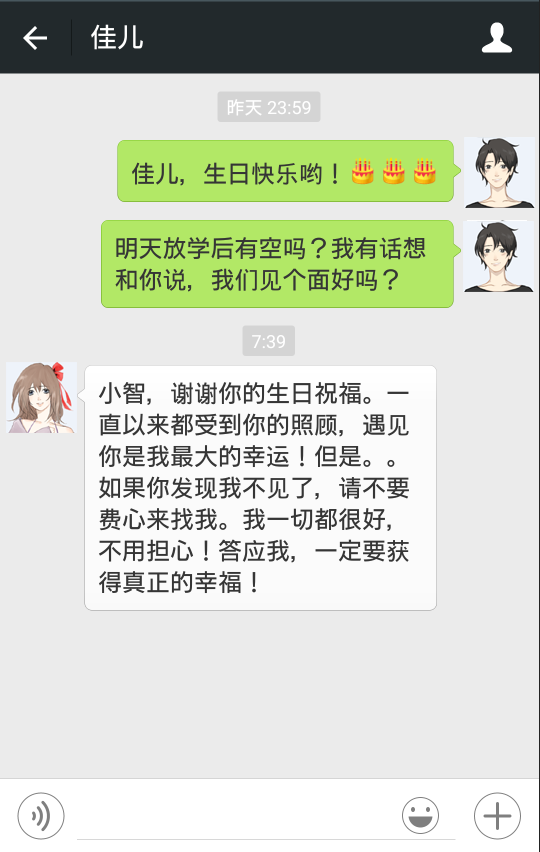 佳儿
昨天 23:59
佳儿，生日快乐哟！🎂🎂🎂
明天放学后有空吗？我有话想
和你说，我们见个面好吗？
7:39
小智，谢谢你的生日祝福。一
直以来都受到你的照顾，遇见
你是我最大的幸运！但是。。
如果你发现我不见了，请不要
费心来找我。我一切都很好，
不用担心！答应我，一定要获
得真正的幸福！